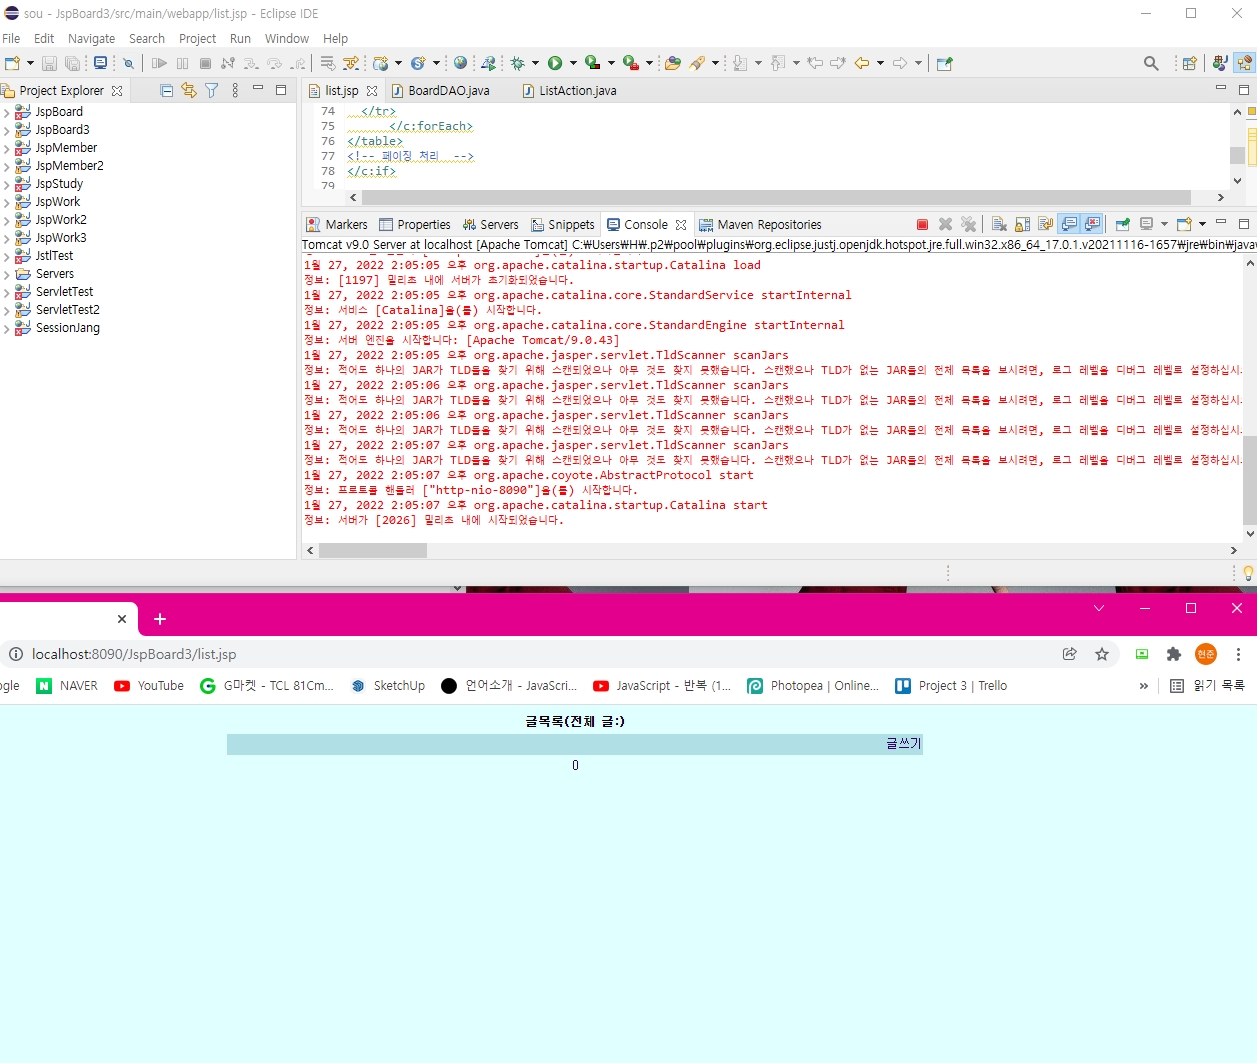 sou - JspBoard3/src/main/webapp/list.jsp - Eclipse IDE
File Edit Navigate Search Project Run Window Help
Project Explorer
JspBoard
JspBoard3
JspMember
JspMember2
JspStudy
JspWork
JspWork2
JspWork3
JstlTest
Servers
ServletTest
ServletTest2
SessionJang
list.jsp BoardDAO.java ListAction.java
74 </tr>
75 </c:forEach>
76 </table>
77 <!-- 페이징 처리 -->
78 </c:if>
79
Markers Properties Servers Snippets Console Maven Repositories
Tomcat v9.0 Server at localhost [Apache Tomcat] C:₩Users₩H₩.p2₩pool₩plugins₩org.eclipse.justj.openjdk.hotspot.jre.full.win32.x86_64_17.0.1.v20211116-1657₩jre₩bin₩java
1월 27, 2022 2:05:05 오후 org.apache.catalina.startup.Catalina load
정보: [1197] 밀리초 내에 서버가 초기화되었습니다.
1월 27, 2022 2:05:05 오후 org.apache.catalina.core.StandardService startInternal
정보: 서비스 [Catalina]을(를) 시작합니다.
1월 27, 2022 2:05:05 오후 org.apache.catalina.core.StandardEngine startInternal
정보: 서버 엔진을 시작합니다: [Apache Tomcat/9.0.43]
1월 27, 2022 2:05:05 오후 org.apache.jasper.servlet.TldScanner scanJars
정보: 적어도 하나의 JAR가 TLD들을 찾기 위해 스캔되었으나 아무 것도 찾지 못했습니다. 스캔했으나 TLD가 없는 JAR들의 전체 목록을 보시려면, 로그 레벨을 디버그 레벨로 설정하십시
1월 27, 2022 2:05:06 오후 org.apache.jasper.servlet.TldScanner scanJars
정보: 적어도 하나의 JAR가 TLD들을 찾기 위해 스캔되었으나 아무 것도 찾지 못했습니다. 스캔했으나 TLD가 없는 JAR들의 전체 목록을 보시려면, 로그 레벨을 디버그 레벨로 설정하십시
1월 27, 2022 2:05:06 오후 org.apache.jasper.servlet.TldScanner scanJars
정보: 적어도 하나의 JAR가 TLD들을 찾기 위해 스캔되었으나 아무 것도 찾지 못했습니다. 스캔했으나 TLD가 없는 JAR들의 전체 목록을 보시려면, 로그 레벨을 디버그 레벨로 설정하십시
1월 27, 2022 2:05:07 오후 org.apache.jasper.servlet.TldScanner scanJars
정보: 적어도 하나의 JAR가 TLD들을 찾기 위해 스캔되었으나 아무 것도 찾지 못했습니다. 스캔했으나 TLD가 없는 JAR들의 전체 목록을 보시려면, 로그 레벨을 디버그 레벨로 설정하십시
1월 27, 2022 2:05:07 오후 org.apache.coyote.AbstractProtocol start
정보: 프로토콜 핸들러 ["http-nio-8090"]을(를) 시작합니다.
1월 27, 2022 2:05:07 오후 org.apache.catalina.startup.Catalina start
정보: 서버가 [2026] 밀리초 내에 시작되었습니다.
localhost:8090/JspBoard3/list.jsp 현준
ogle NAVER YouTube G마켓 - TCL 81Cm... SketchUp 언어소개 - JavaScri... JavaScript - 반복 (1... Photopea | Online... Project 3 | Trello » 읽기 목록
글목록(전체 글:)
글쓰기
0